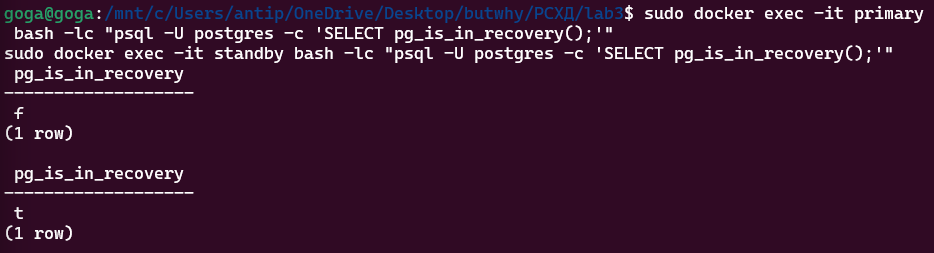 goga@goga:/mnt/c/Users/antip/OneDrive/Desktop/butwhy/РСХД/lab3$ sudo docker exec -it primary
 bash -lc "psql -U postgres -c 'SELECT pg_is_in_recovery();'"
sudo docker exec -it standby bash -lc "psql -U postgres -c 'SELECT pg_is_in_recovery();'"
 pg_is_in_recovery
-------------------
 f
(1 row)

 pg_is_in_recovery
-------------------
 t
(1 row)